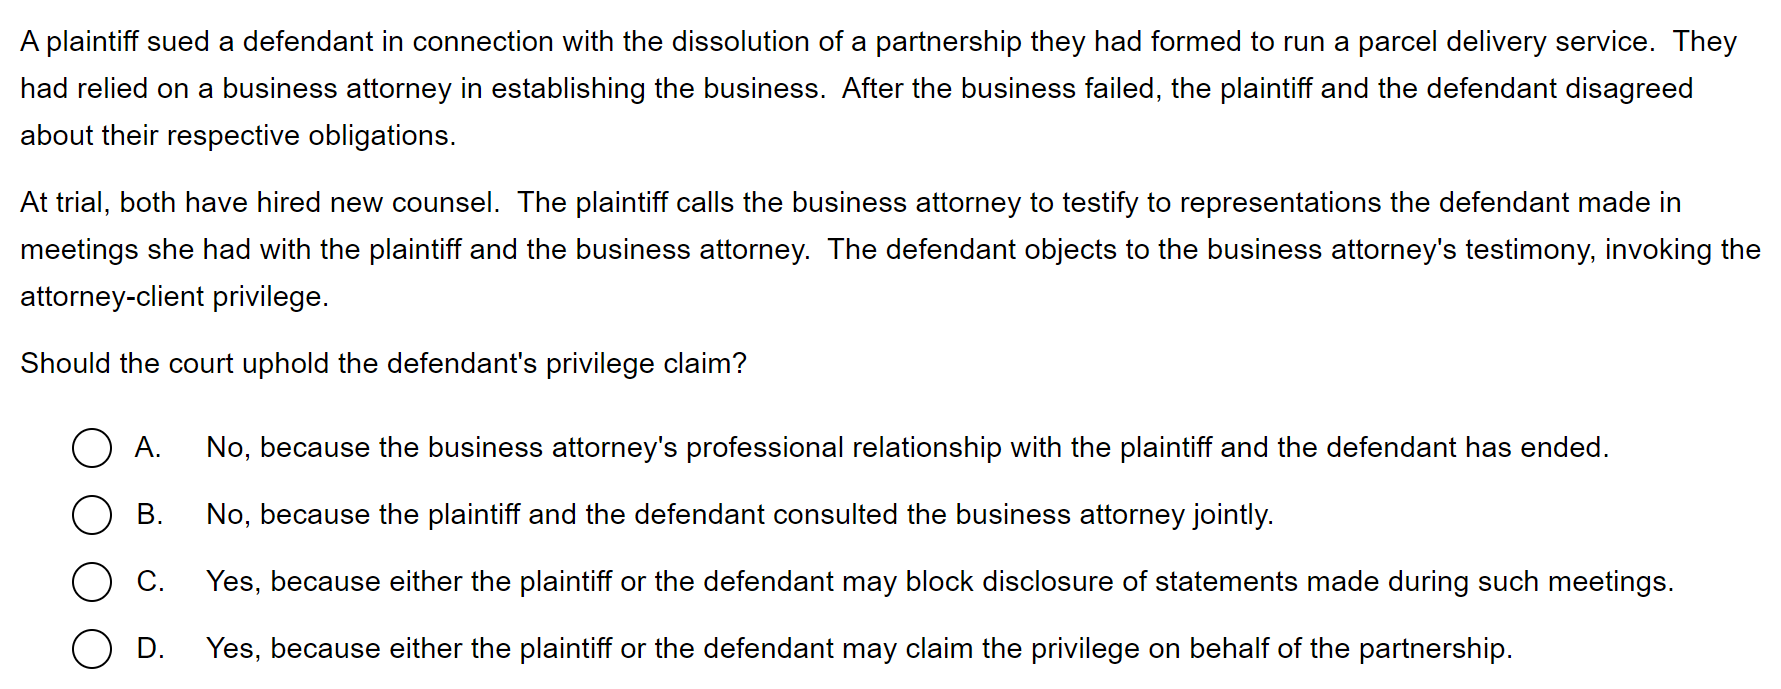 A plaintiff sued a defendant in connection with the dissolution of a partnership they had formed to run a parcel delivery service.  They
had relied on a business attorney in establishing the business.  After the business failed, the plaintiff and the defendant disagreed
about their respective obligations.
At trial, both have hired new counsel.  The plaintiff calls the business attorney to testify to representations the defendant made in
meetings she had with the plaintiff and the business attorney.  The defendant objects to the business attorney's testimony, invoking the
attorney-client privilege.
Should the court uphold the defendant's privilege claim?
A. No, because the business attorney's professional relationship with the plaintiff and the defendant has ended.
B. No, because the plaintiff and the defendant consulted the business attorney jointly.
C. Yes, because either the plaintiff or the defendant may block disclosure of statements made during such meetings.
D. Yes, because either the plaintiff or the defendant may claim the privilege on behalf of the partnership.